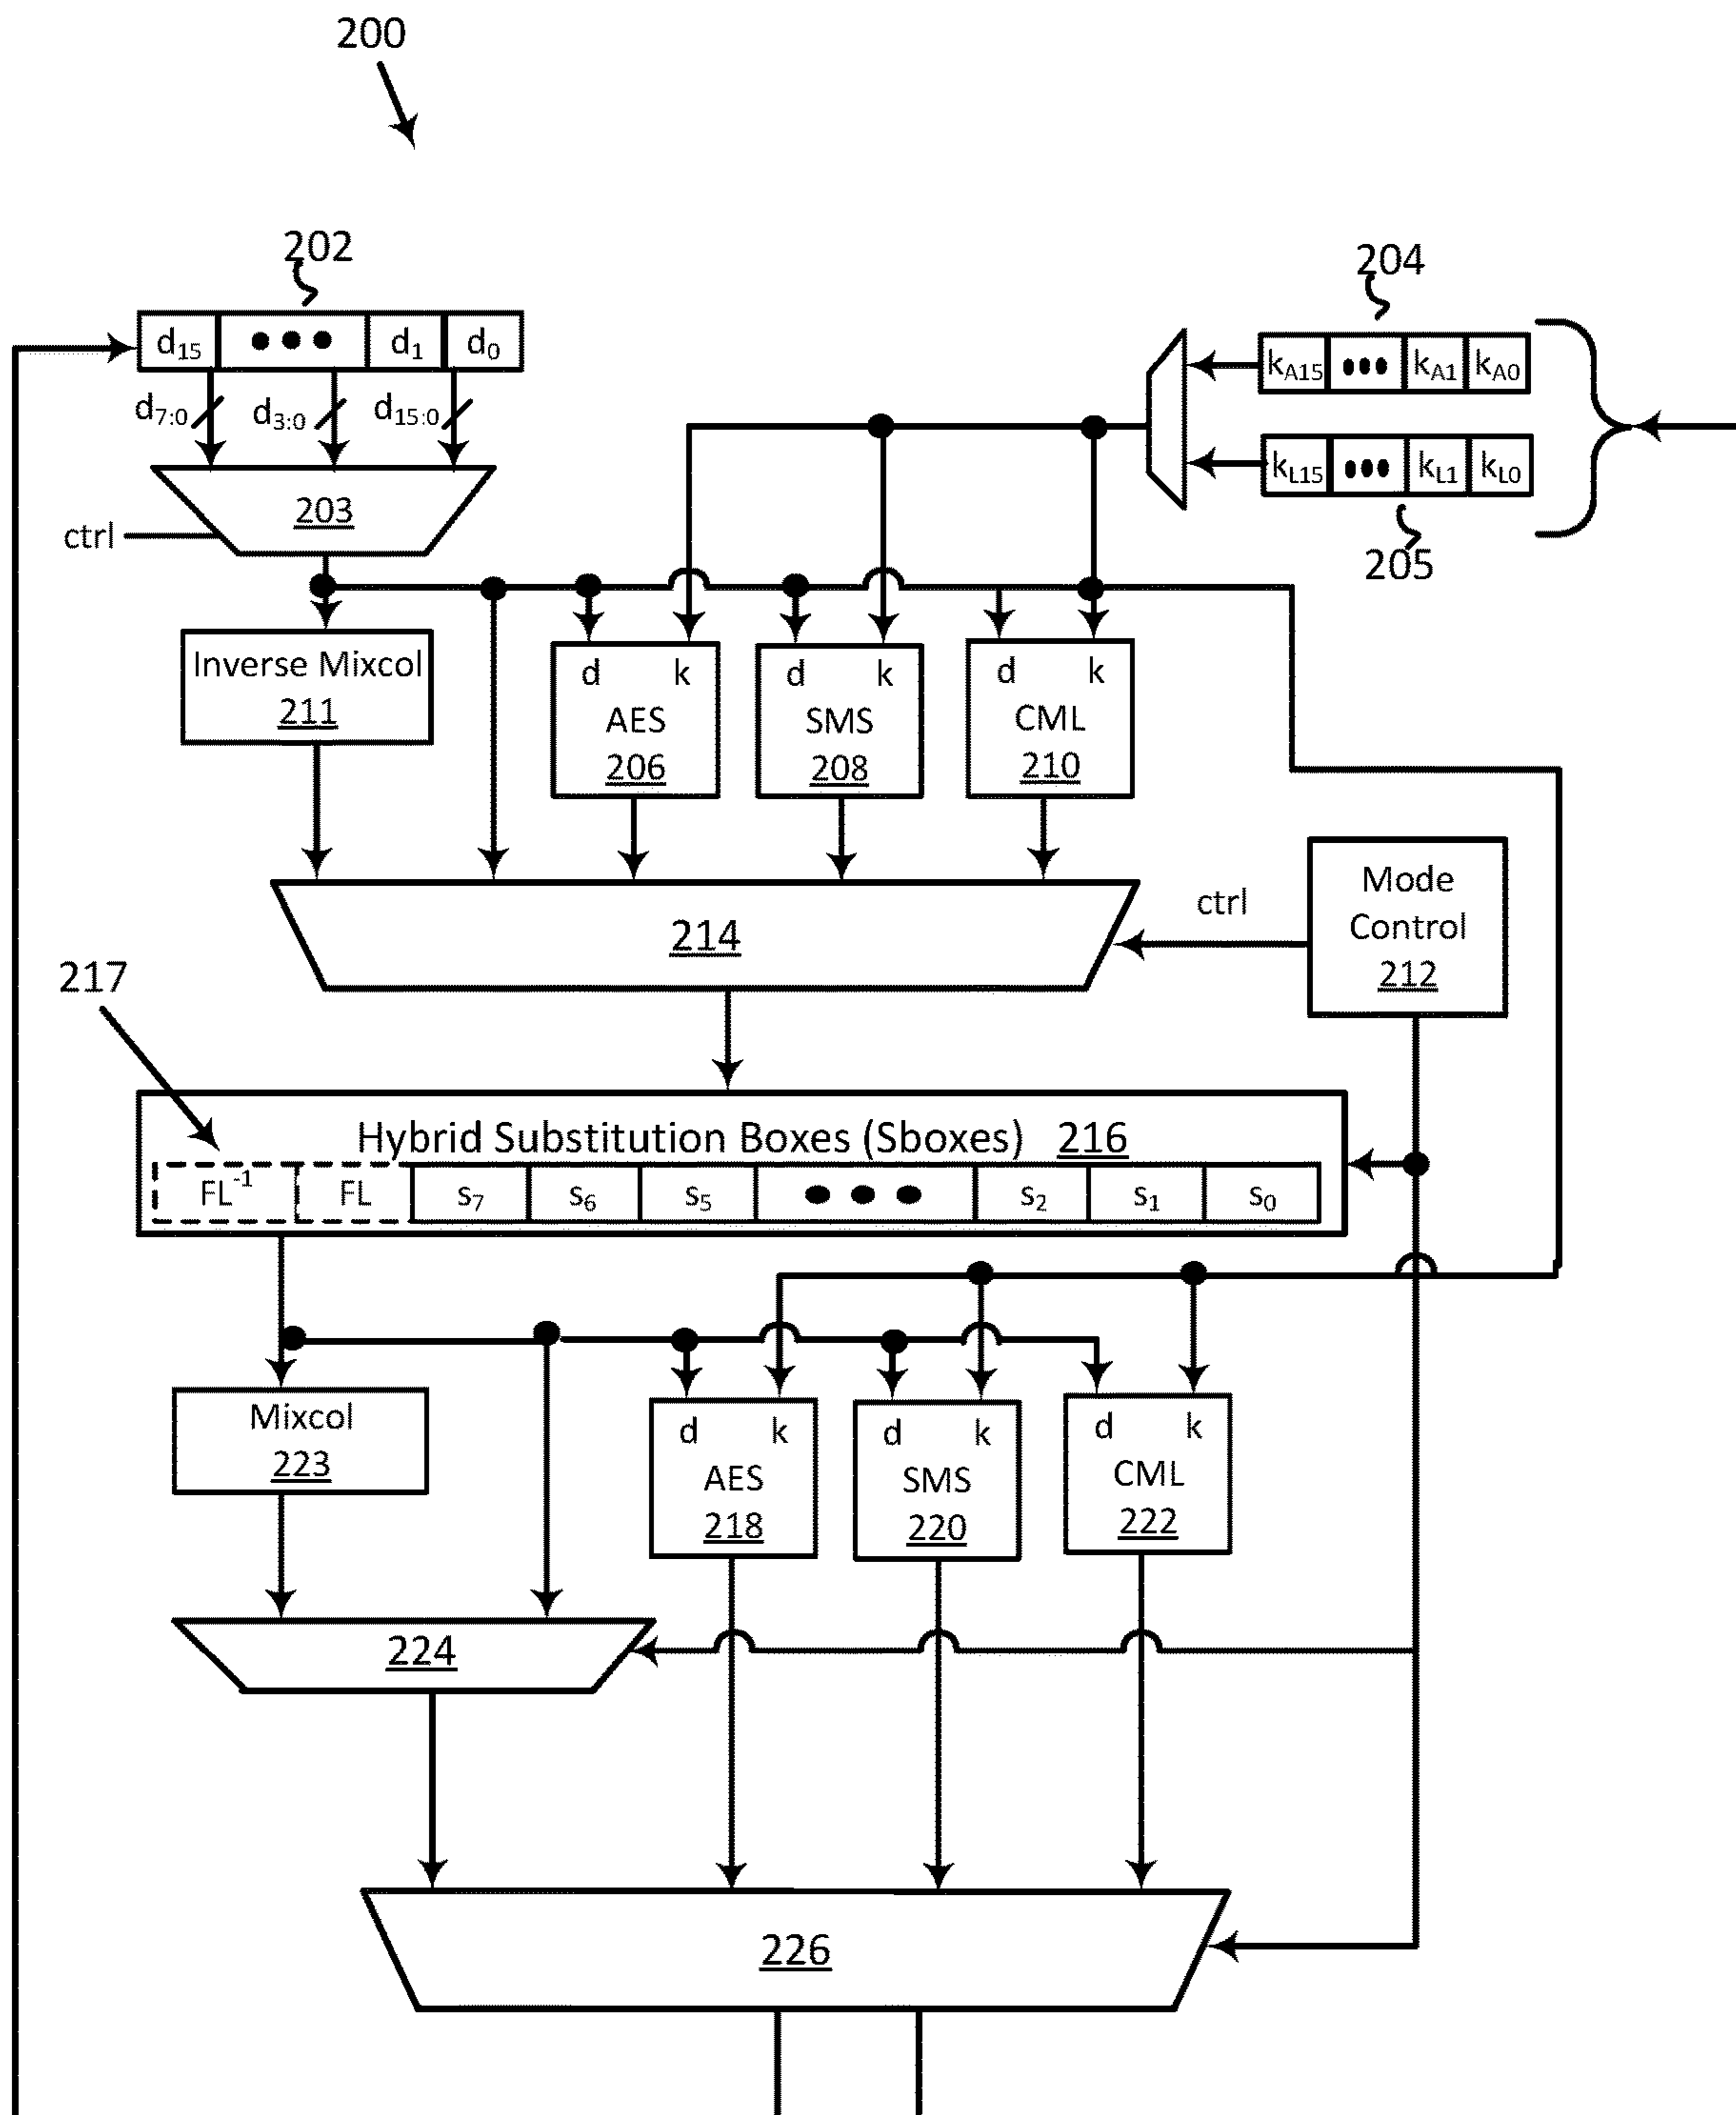 200
202
204
d15 ●●● d1 d0
kA15 ●●● kA1 kA0
d7:0 d3:0 d15:0
kL15 ●●● kL1 kL0
203
ctrl
205
Inverse Mixcol
211
d k
AES
206
d k
SMS
208
d k
CML
210
Mode
Control
212
ctrl
214
217
Hybrid Substitution Boxes (Sboxes) 216
FL-1 FL s7 s6 s5 ●●● s2 s1 s0
Mixcol
223
d k
AES
218
d k
SMS
220
d k
CML
222
224
226